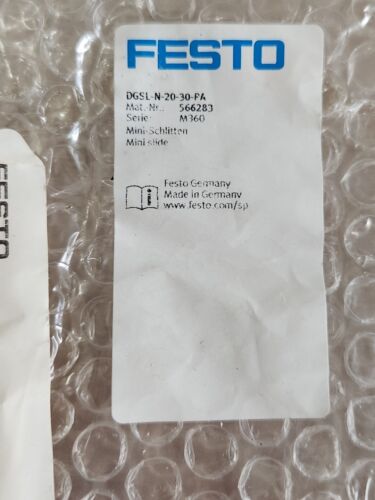 FESTO
DGSL-N-20-30-PA
Mat.-Nr.: 566283
Serie: M360
Mini-Schlitten
Mini slide
Festo Germany
Made in Germany
www.festo.com/sp
FESTO